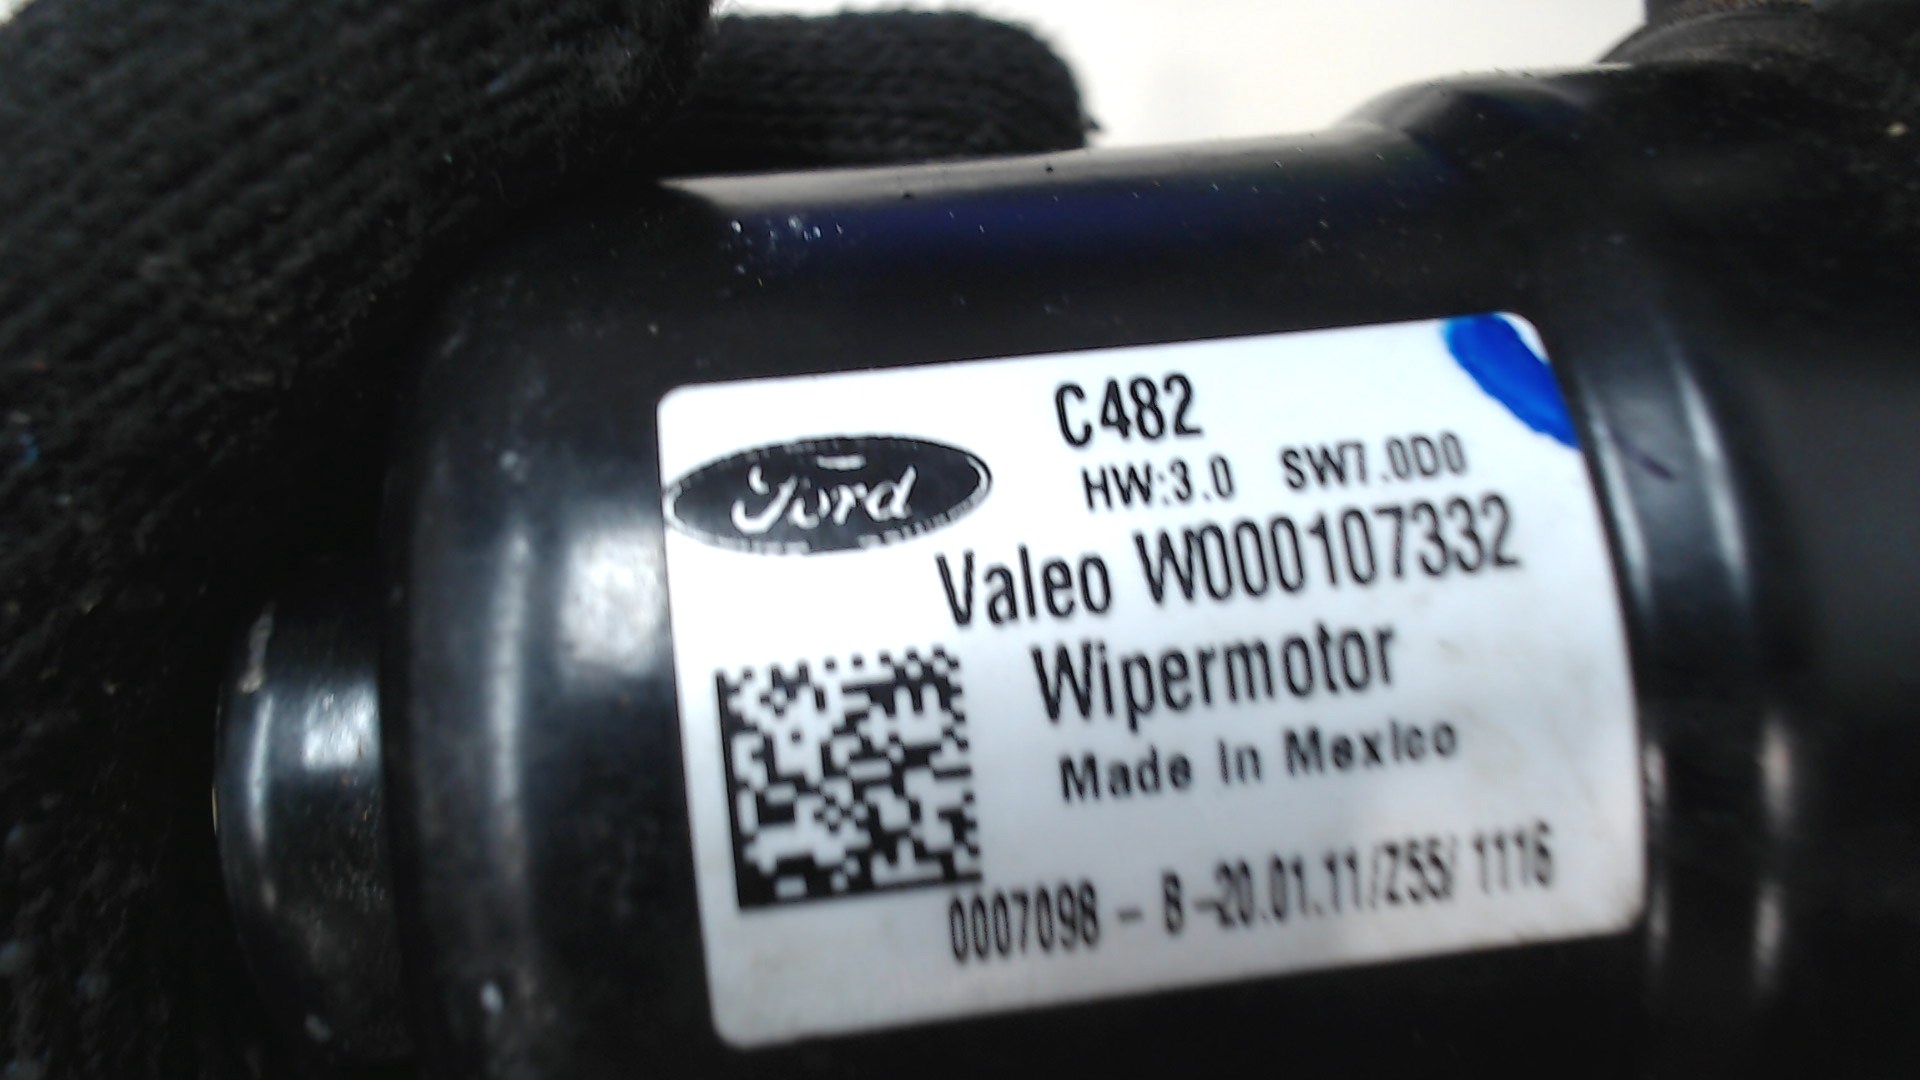 C482
Ford
HW:3.0 SW7.0D0
Valeo W000107332
Wipermotor
Made In Mexico
0007098 - 8 -20.01.11/Z55/ 1116